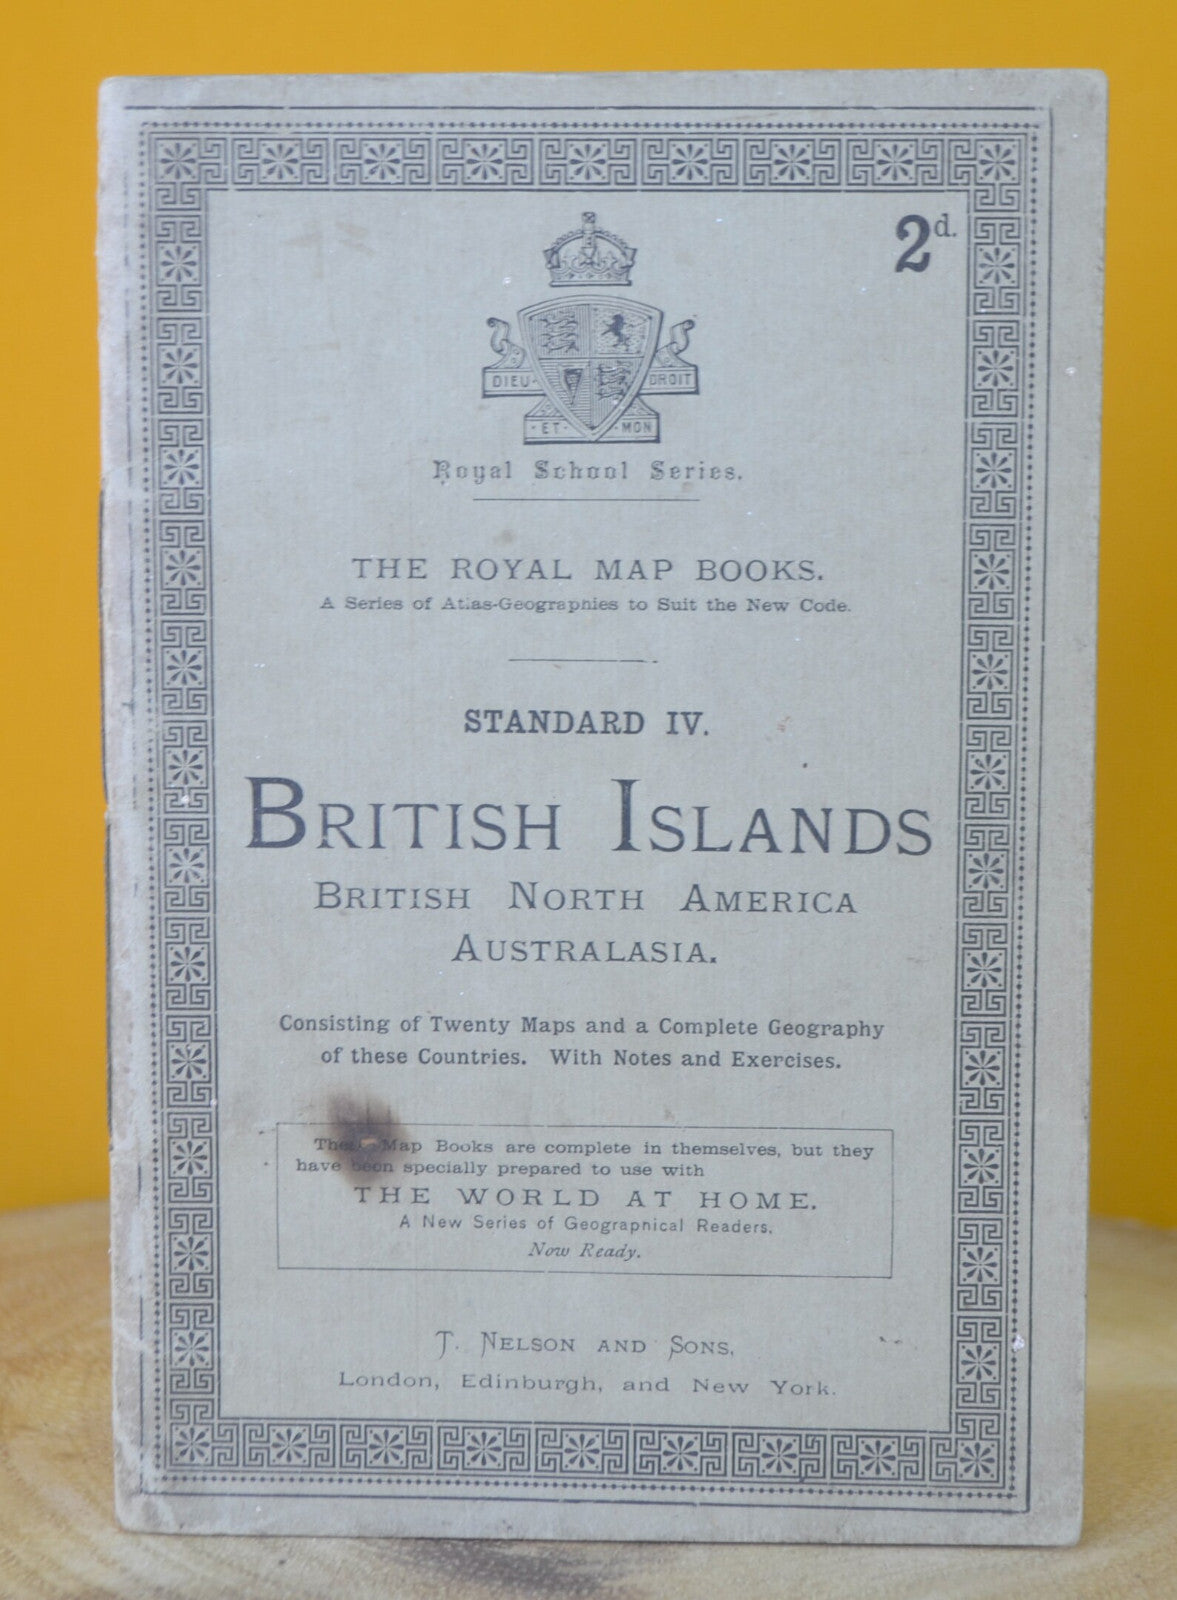 2d.
DIEU
DROIT
·ET·
·MON
Royal School Series.
THE ROYAL MAP BOOKS.
A Series of Atlas-Geographies to Suit the New Code.
STANDARD IV.
BRITISH ISLANDS
BRITISH NORTH AMERICA
AUSTRALASIA.
Consisting of Twenty Maps and a Complete Geography
of these Countries. With Notes and Exercises.
Map Books are complete in themselves, but they
have been specially prepared to use with
THE WORLD AT HOME.
A New Series of Geographical Readers.
Now Ready.
T. NELSON AND SONS,
London, Edinburgh, and New York.